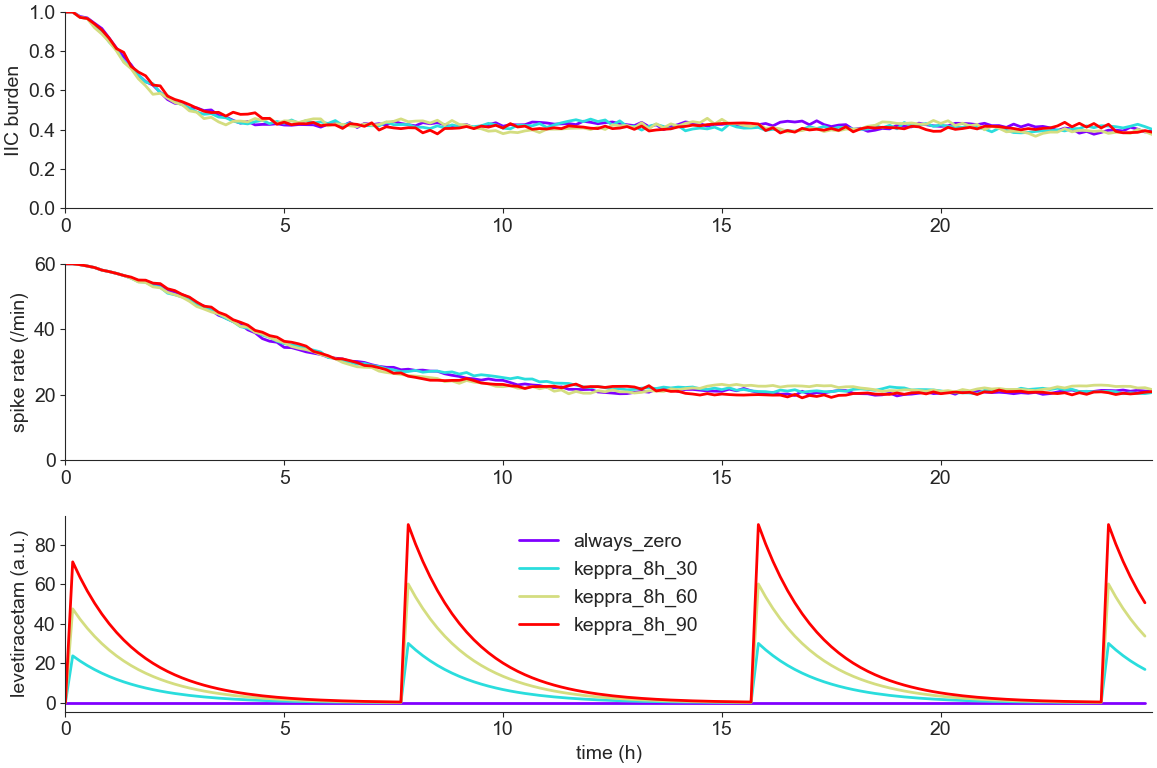 1.0
0.8
0.6
0.4
0.2
0.0
IIC burden
0 5 10 15 20
60
40
20
0
spike rate (/min)
0 5 10 15 20
80
60
40
20
0
levetiracetam (a.u.)
always_zero
keppra_8h_30
keppra_8h_60
keppra_8h_90
0 5 10 15 20
time (h)